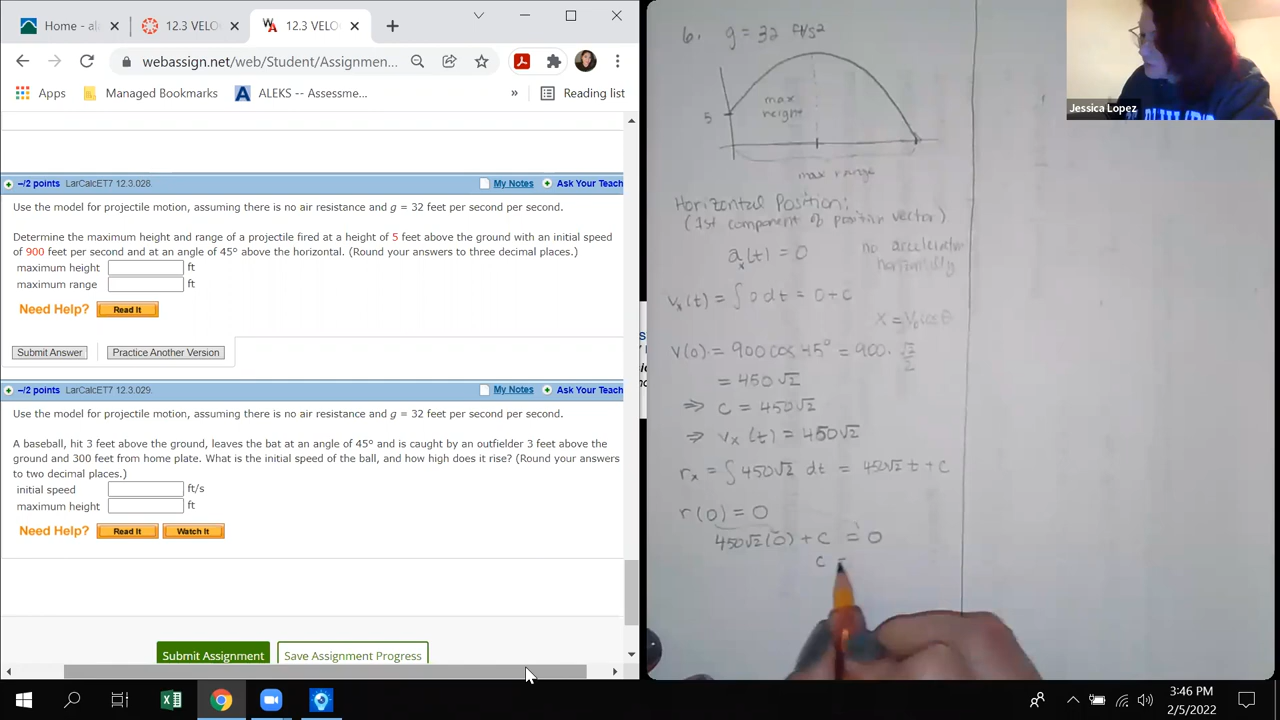 Home -
12.3 VELO
12.3 VELO
webassign.net/web/Student/Assignment...
Apps
Managed Bookmarks
ALEKS -- Assessme...
»
Reading list
–/2 points
LarCalcET7 12.3.028.
My Notes
Ask Your Teach
Use the model for projectile motion, assuming there is no air resistance and g = 32 feet per second per second.
Determine the maximum height and range of a projectile fired at a height of 5 feet above the ground with an initial speed
of 900 feet per second and at an angle of 45° above the horizontal. (Round your answers to three decimal places.)
maximum height ft
maximum range ft
Need Help? Read It
Submit Answer
Practice Another Version
–/2 points
LarCalcET7 12.3.029.
My Notes
Ask Your Teach
Use the model for projectile motion, assuming there is no air resistance and g = 32 feet per second per second.
A baseball, hit 3 feet above the ground, leaves the bat at an angle of 45° and is caught by an outfielder 3 feet above the
ground and 300 feet from home plate. What is the initial speed of the ball, and how high does it rise? (Round your answers
to two decimal places.)
initial speed ft/s
maximum height ft
Need Help? Read It Watch It
Submit Assignment
Save Assignment Progress
6. g = 32 ft/s2
max
height
5
max range
Horizontal Position:
(1st component of position vector)
aₓ(t) = 0
no acceleration
horizontally
vₓ(t) = ∫ 0 dt = 0 + C
x = v₀cos θ
v(0) = 900 cos 45° = 900 · √2/2
= 450√2
⇒ C = 450√2
⇒ vₓ(t) = 450√2
rₓ = ∫ 450√2 dt = 450√2 t + C
r(0) = 0
450√2(0) + C = 0
C =
Jessica Lopez
3:46 PM
2/5/2022